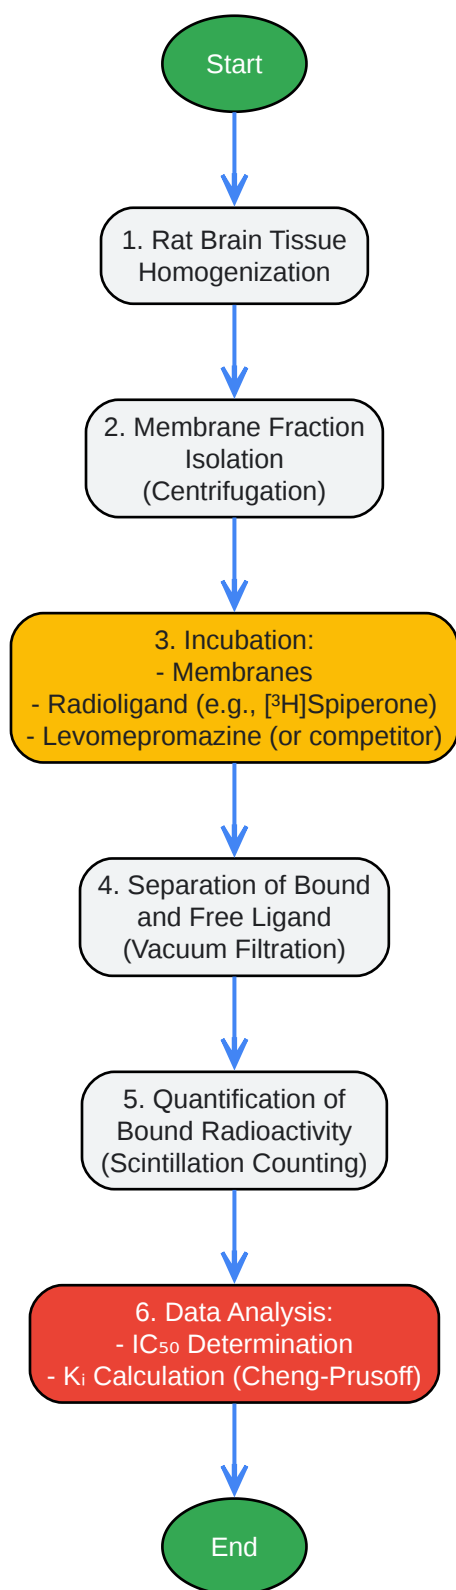 Start
1. Rat Brain Tissue
Homogenization
2. Membrane Fraction
Isolation
(Centrifugation)
3. Incubation:
- Membranes
- Radioligand (e.g., [³H]Spiperone)
- Levomepromazine (or competitor)
4. Separation of Bound
and Free Ligand
(Vacuum Filtration)
5. Quantification of
Bound Radioactivity
(Scintillation Counting)
6. Data Analysis:
- IC₅₀ Determination
- Kᵢ Calculation (Cheng-Prusoff)
End